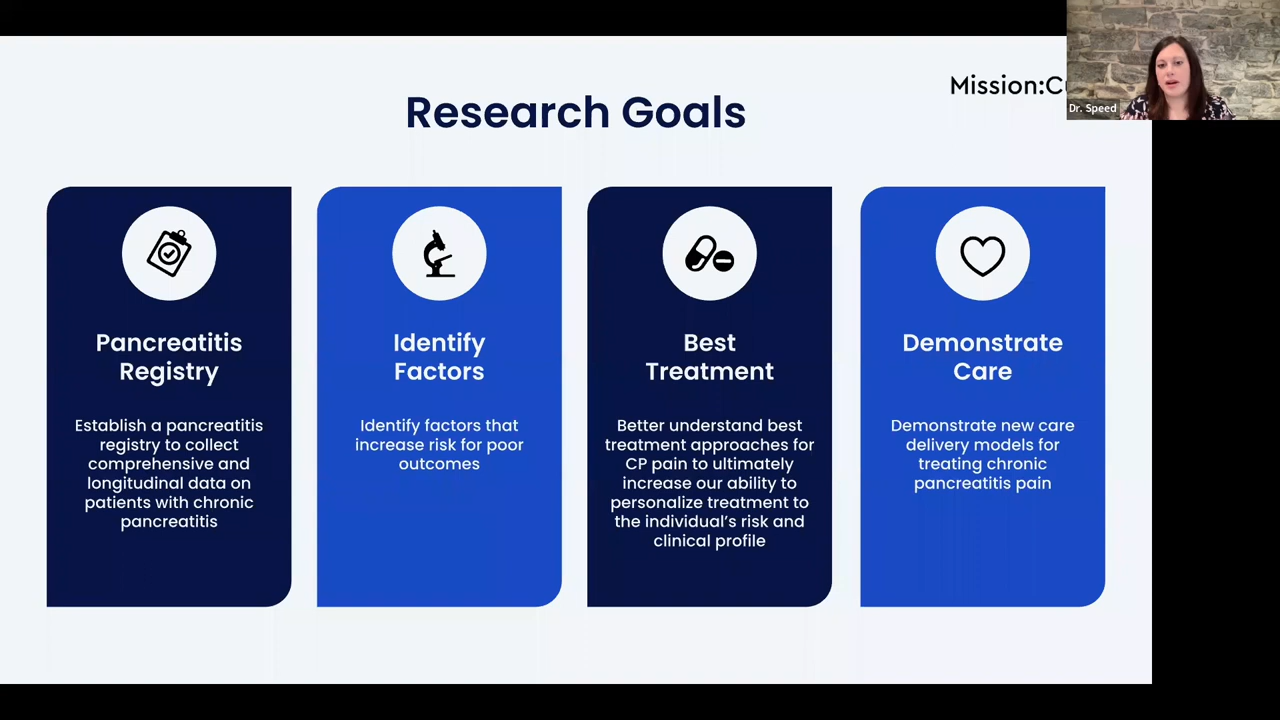 Mission:
Dr. Speed
Research Goals
Pancreatitis
Registry
Establish a pancreatitis
registry to collect
comprehensive and
longitudinal data on
patients with chronic
pancreatitis
Identify
Factors
Identify factors that
increase risk for poor
outcomes
Best
Treatment
Better understand best
treatment approaches for
CP pain to ultimately
increase our ability to
personalize treatment to
the individual's risk and
clinical profile
Demonstrate
Care
Demonstrate new care
delivery models for
treating chronic
pancreatitis pain